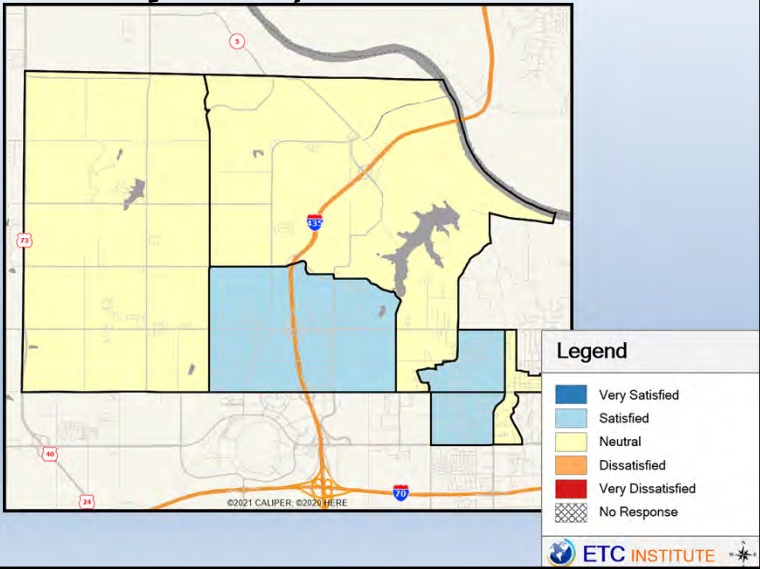 5
435
73
Legend
Very Satisfied
Satisfied
Neutral
Dissatisfied
Very Dissatisfied
No Response
40
24
70
©2021 CALIPER; ©2020 HERE
ETC INSTITUTE